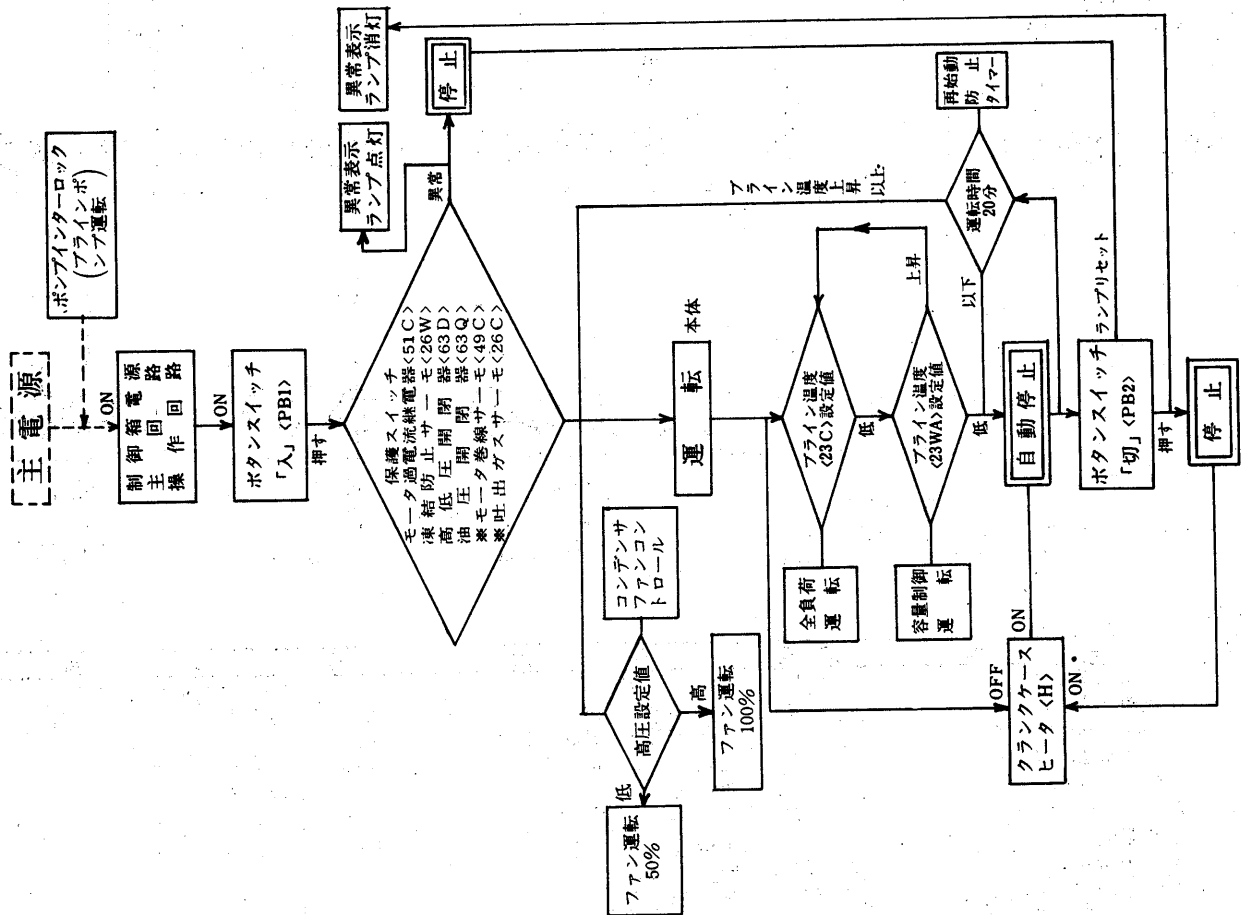 主電源
ポンプインターロック
(ブラインポ
ンプ運転)
ON
制御箱電源
主回路
操作回路
ON
ボタンスイッチ
「入」<PB1>
押す
保護スイッチ
モータ過電流継電器<51C>
凍結防止サーモ<26W>
高低圧開閉器<63D>
油圧開閉器<63Q>
※モータ巻線サーモ<49C>
※吐出ガスサーモ<26C>
異常
異常表示
ランプ点灯
異常表示
ランプ消灯
停止
コンデンサ
ファンコン
トロール
高圧設定値
低
高
ファン運転
50%
ファン運転
100%
運転
本体
ブライン
温度
上昇
以上
ブライン温度
<23C>設定値
全負荷
運転
低
ブライン温度
<23WA>設定値
上昇
容量制御
運転
低
以下
運転時間
20分
再始動
防止
タイマー
自動停止
ON
OFF
クランクケース
ヒータ<H>
ON
ボタンスイッチ
「切」<PB2>
ランプリセット
押す
停止